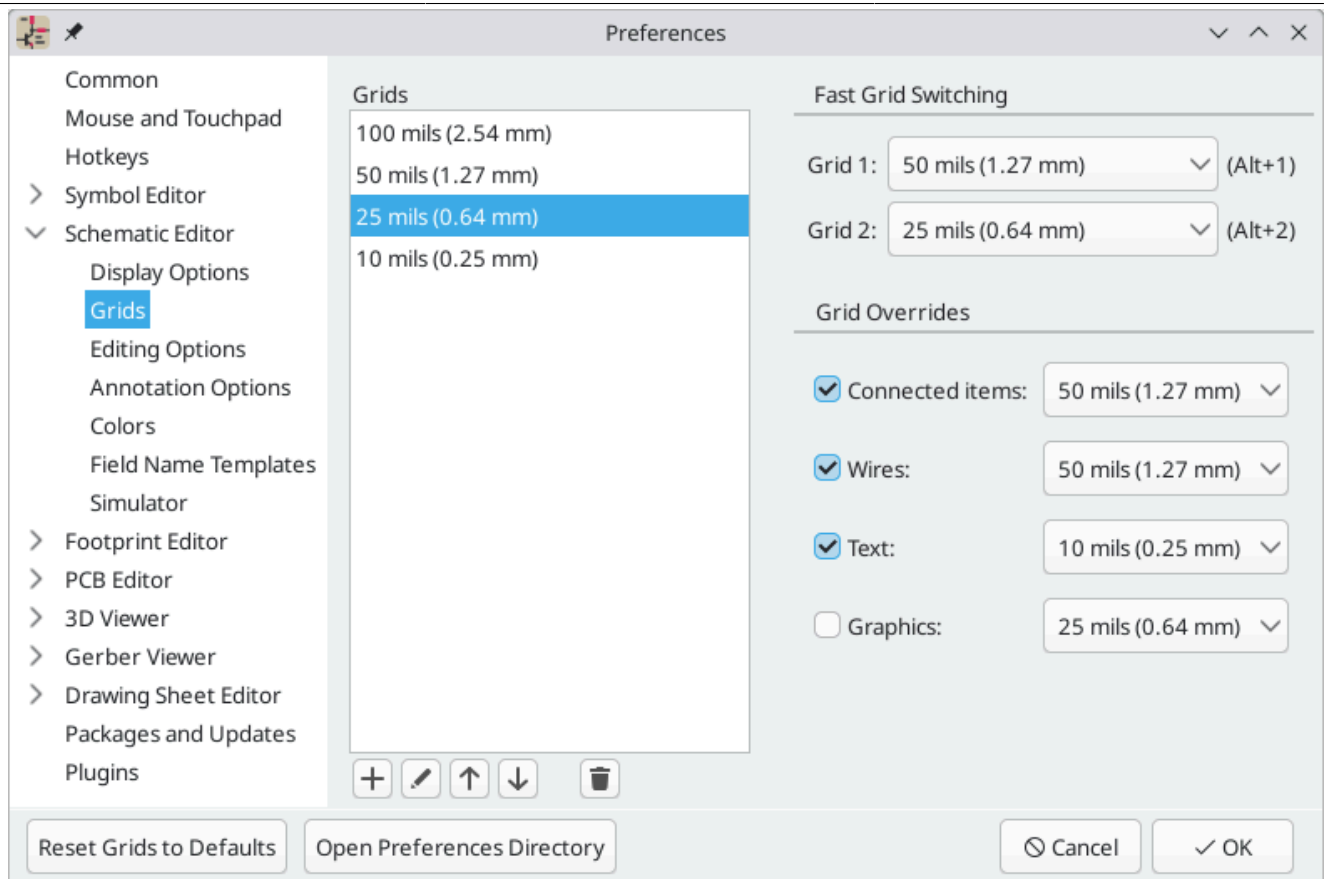 Preferences
Common
Mouse and Touchpad
Hotkeys
Symbol Editor
Schematic Editor
Display Options
Grids
Editing Options
Annotation Options
Colors
Field Name Templates
Simulator
Footprint Editor
PCB Editor
3D Viewer
Gerber Viewer
Drawing Sheet Editor
Packages and Updates
Plugins
Grids
100 mils (2.54 mm)
50 mils (1.27 mm)
25 mils (0.64 mm)
10 mils (0.25 mm)
Fast Grid Switching
Grid 1: 50 mils (1.27 mm) (Alt+1)
Grid 2: 25 mils (0.64 mm) (Alt+2)
Grid Overrides
Connected items: 50 mils (1.27 mm)
Wires: 50 mils (1.27 mm)
Text: 10 mils (0.25 mm)
Graphics: 25 mils (0.64 mm)
Reset Grids to Defaults Open Preferences Directory Cancel OK